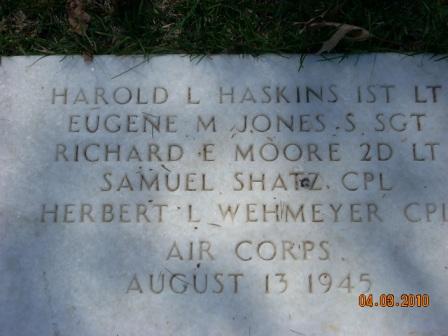 HAROLD L HASKINS 1ST LT
EUGENE M JONES S SGT
RICHARD E MOORE 2D LT
SAMUEL SHATZ CPL
HERBERT L WEHMEYER CPL
AIR CORPS
AUGUST 13 1945
04.03.2010